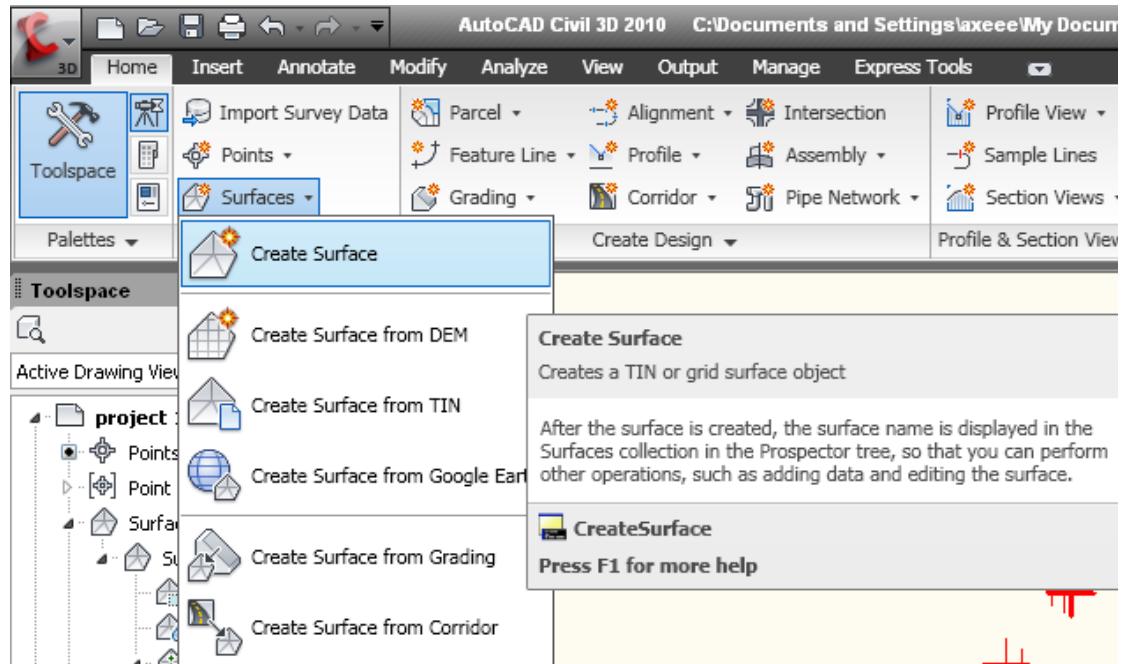 AutoCAD Civil 3D 2010 C:\Documents and Settings\axeee\My Docum
3D Home Insert Annotate Modify Analyze View Output Manage Express Tools
Import Survey Data Parcel Alignment Intersection Profile View
Toolspace Points Feature Line Profile Assembly Sample Lines
Surfaces Grading Corridor Pipe Network Section Views
Palettes Create Design Profile & Section View
Create Surface
Toolspace
Create Surface from DEM
Active Drawing View
Create Surface from TIN
project
Points
Create Surface from Google Eart
Point
Surfa
Su
Create Surface from Grading
Create Surface from Corridor
Create Surface
Creates a TIN or grid surface object
After the surface is created, the surface name is displayed in the
Surfaces collection in the Prospector tree, so that you can perform
other operations, such as adding data and editing the surface.
CreateSurface
Press F1 for more help